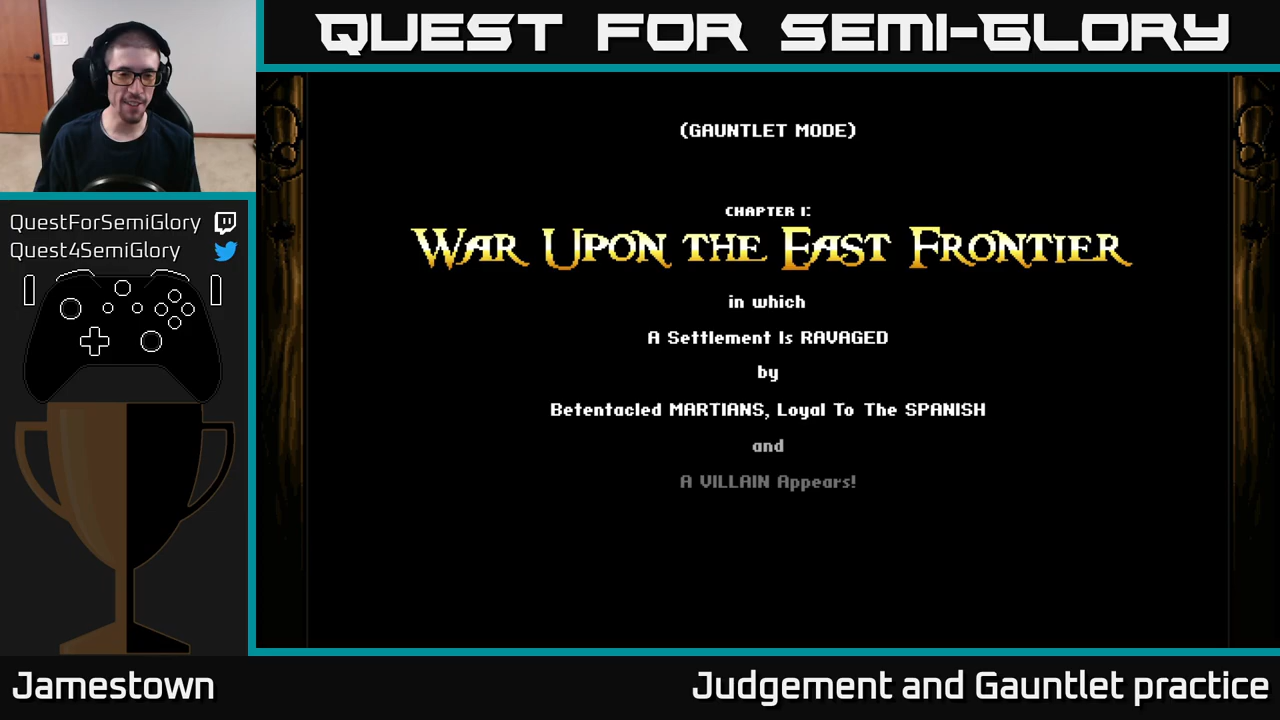 QUEST FOR SEMI-GLORY
QuestForSemiGlory
Quest4SemiGlory
(GAUNTLET MODE)
CHAPTER I:
WAR UPON THE EAST FRONTIER
in which
A Settlement Is RAVAGED
by
Betentacled MARTIANS, Loyal To The SPANISH
and
A VILLAIN Appears!
Jamestown
Judgement and Gauntlet practice